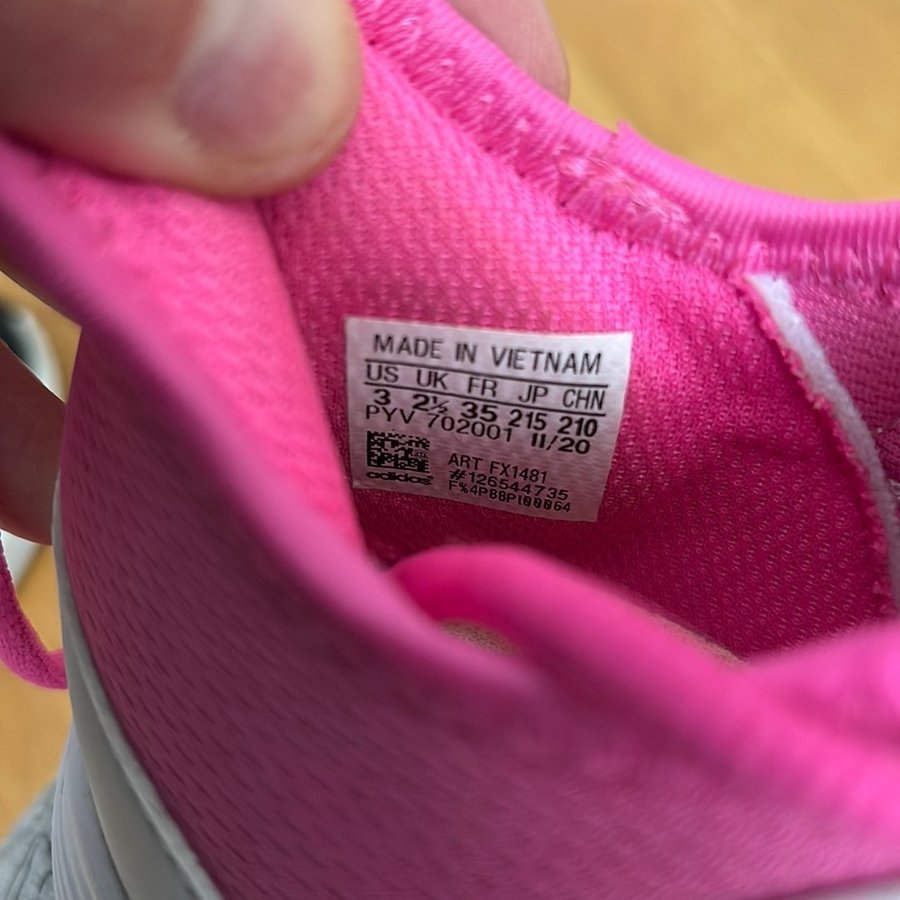 MADE IN VIETNAM
US UK FR JP CHN
3 2½ 35 215 210
PYV 702001 11/20
ART FX1481
#126544735
F%4P88P100064
adidas